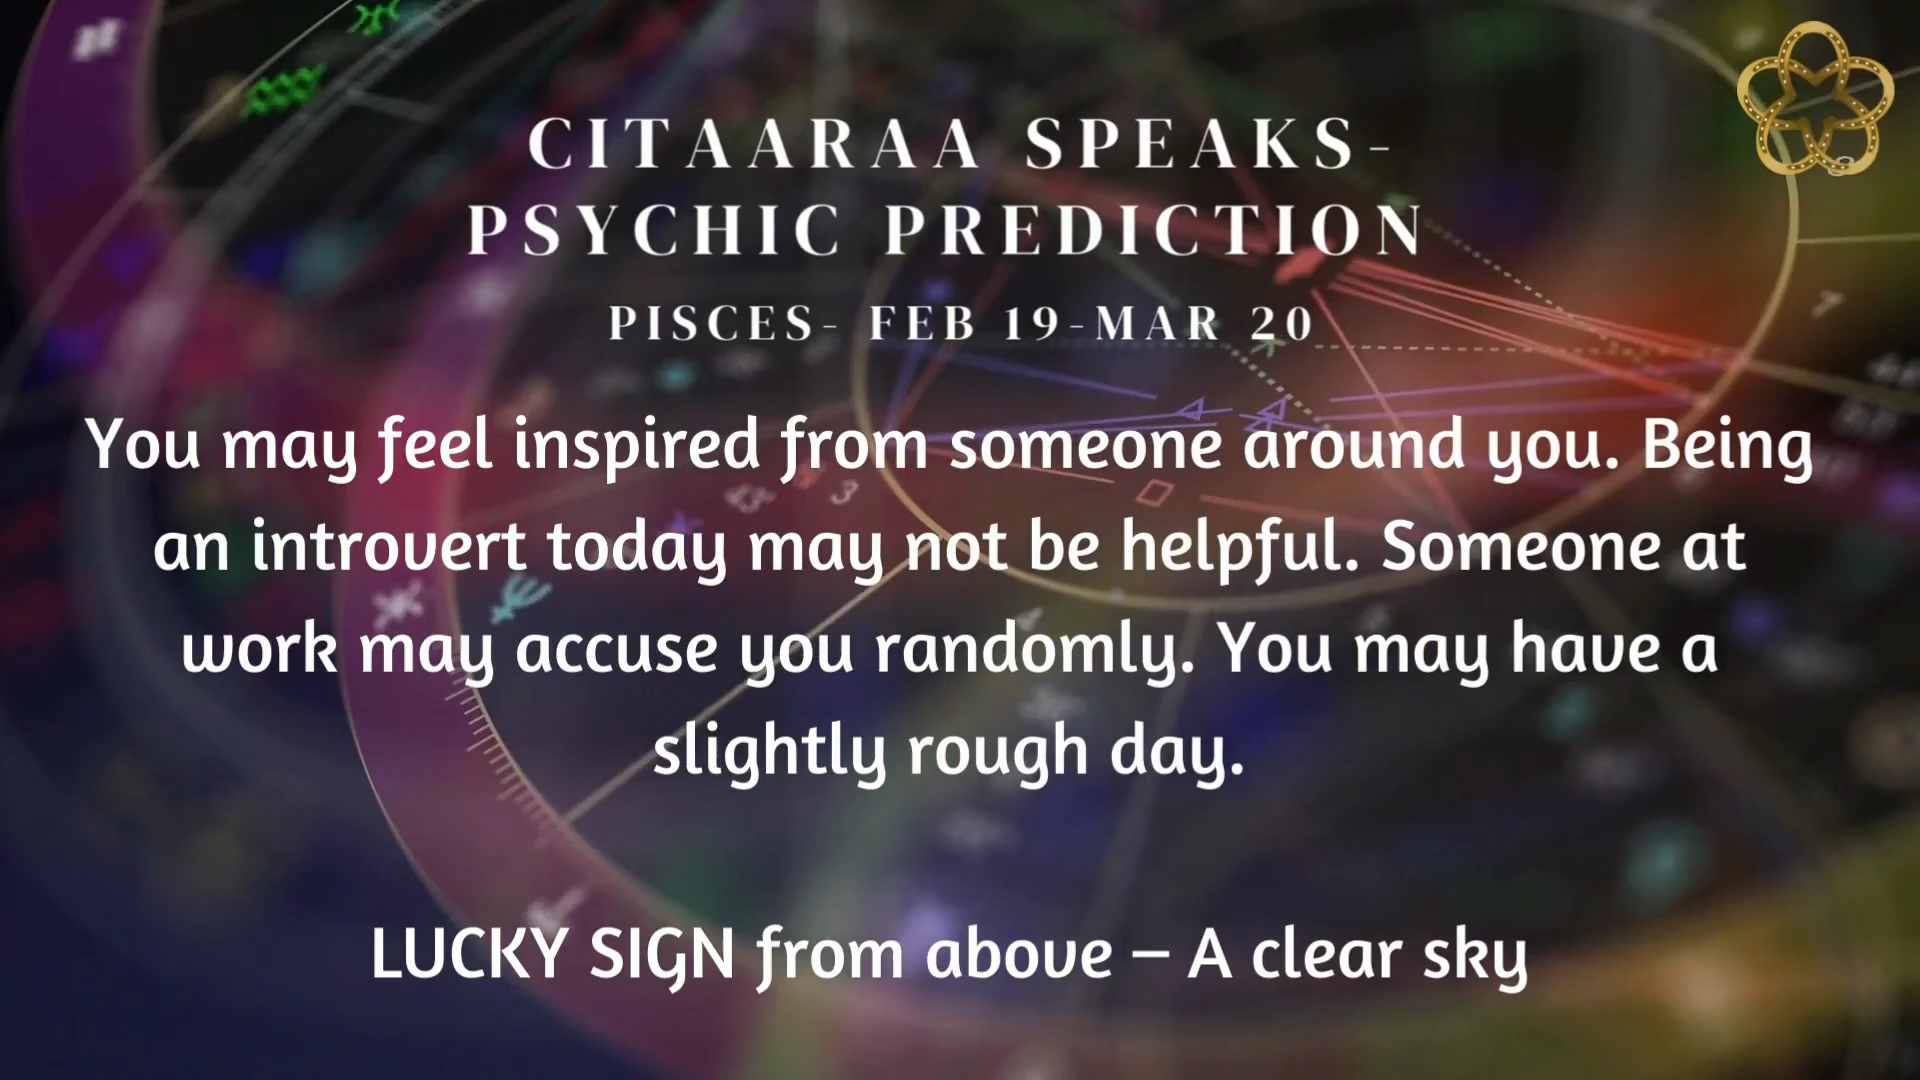 CITAARAA SPEAKS-
PSYCHIC PREDICTION
PISCES- FEB 19-MAR 20
You may feel inspired from someone around you. Being
an introvert today may not be helpful. Someone at
work may accuse you randomly. You may have a
slightly rough day.
LUCKY SIGN from above – A clear sky